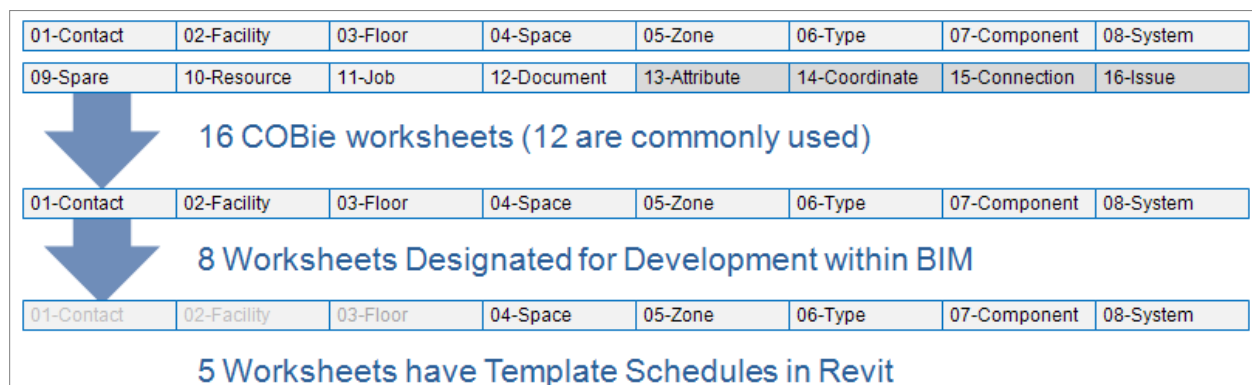 01-Contact 02-Facility 03-Floor 04-Space 05-Zone 06-Type 07-Component 08-System
09-Spare 10-Resource 11-Job 12-Document 13-Attribute 14-Coordinate 15-Connection 16-Issue
16 COBie worksheets (12 are commonly used)
01-Contact 02-Facility 03-Floor 04-Space 05-Zone 06-Type 07-Component 08-System
8 Worksheets Designated for Development within BIM
01-Contact 02-Facility 03-Floor 04-Space 05-Zone 06-Type 07-Component 08-System
5 Worksheets have Template Schedules in Revit